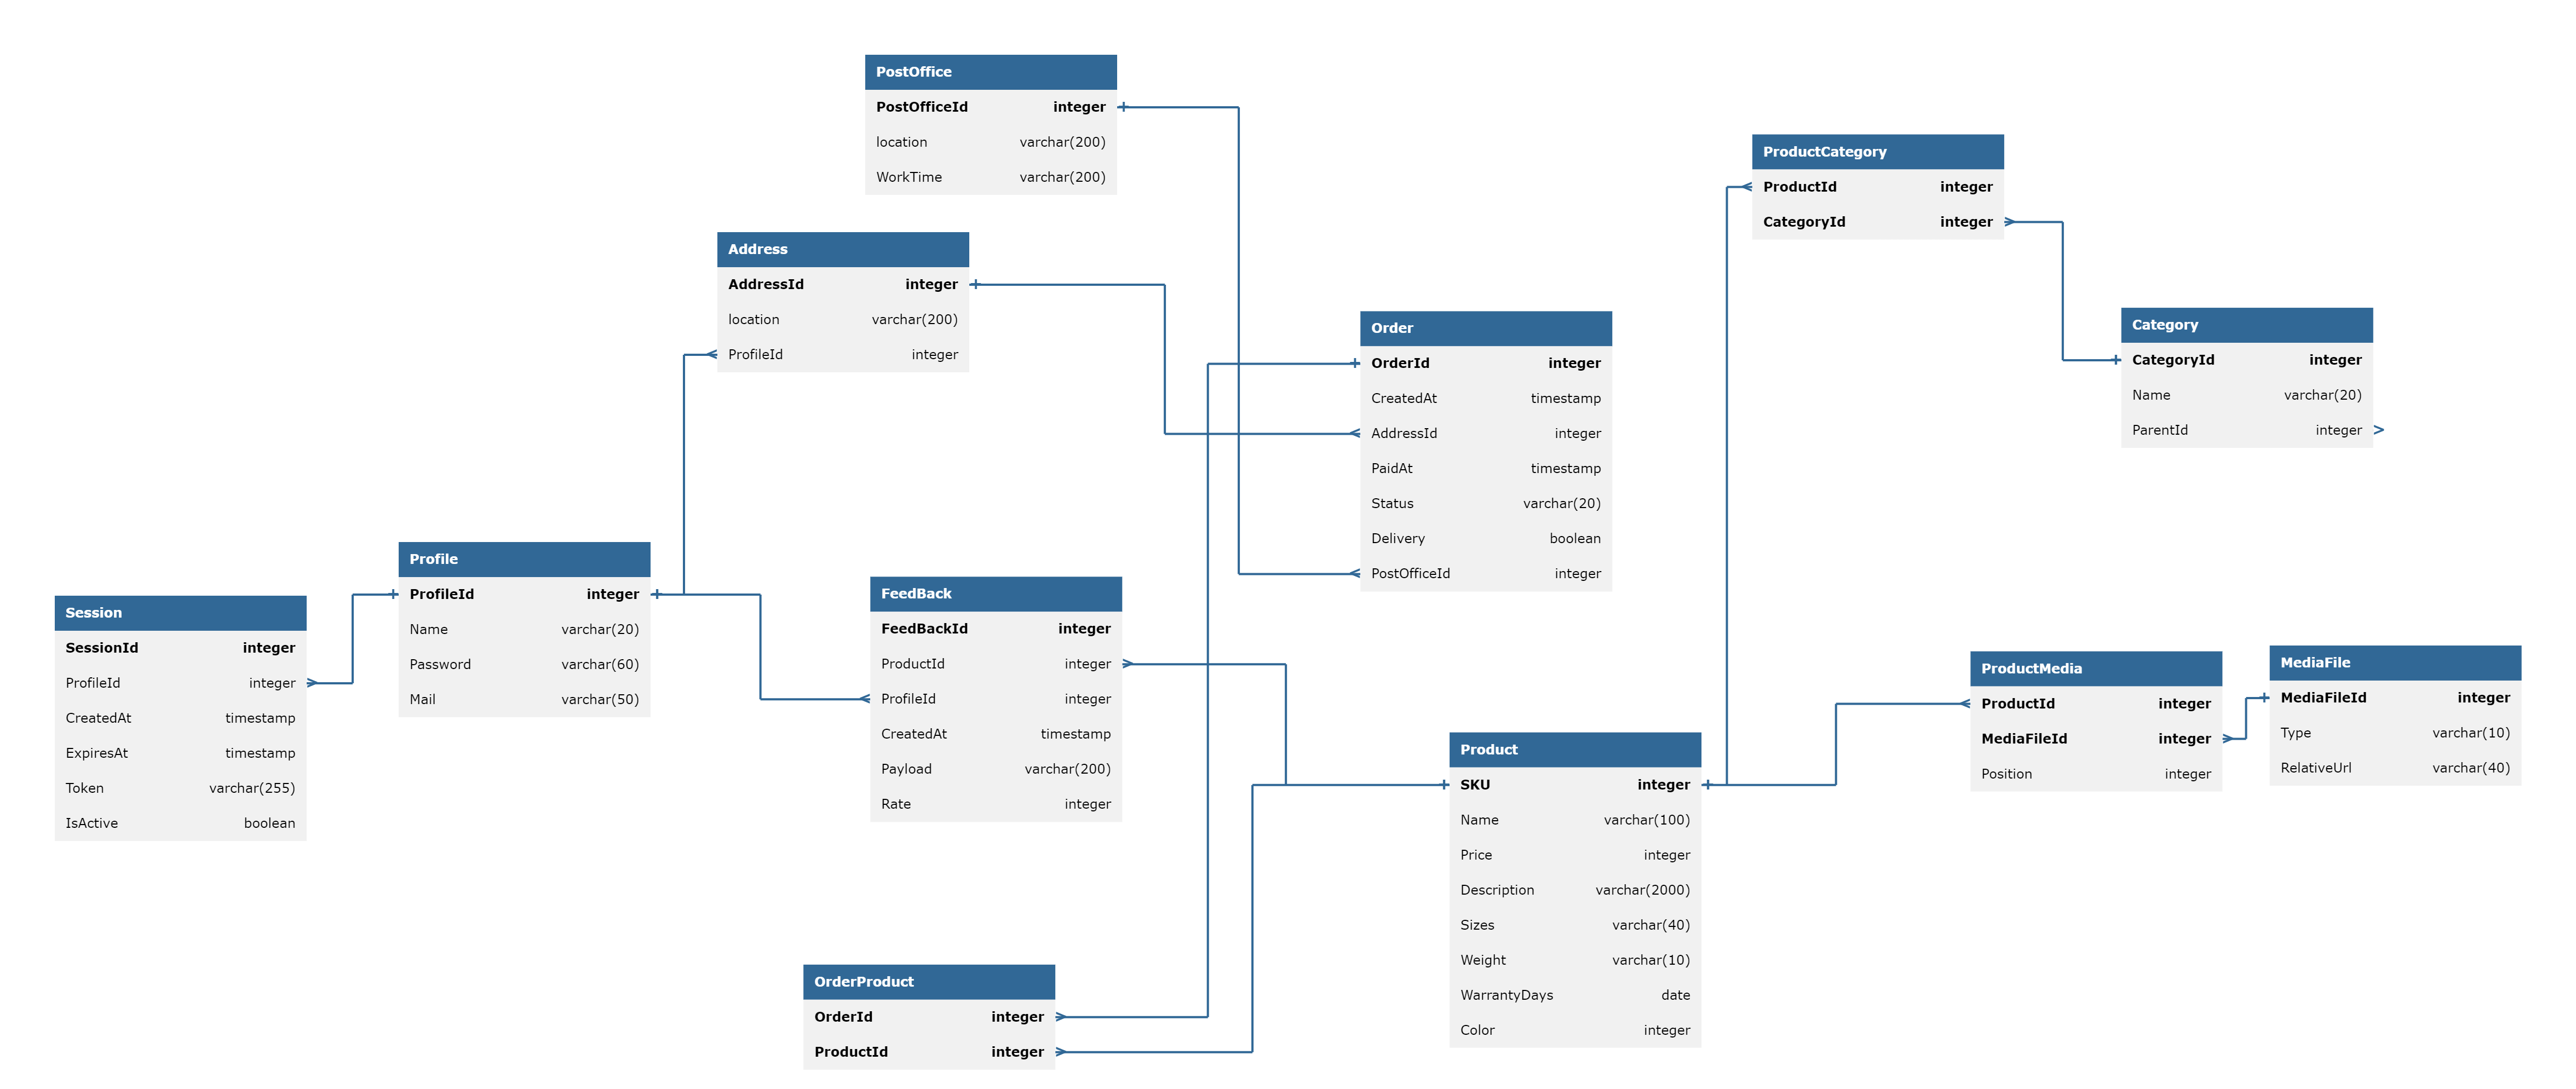 PostOffice
PostOfficeId integer
location varchar(200)
WorkTime varchar(200)
Address
AddressId integer
location varchar(200)
ProfileId integer
ProductCategory
ProductId integer
CategoryId integer
Category
CategoryId integer
Name varchar(20)
ParentId integer
Order
OrderId integer
CreatedAt timestamp
AddressId integer
PaidAt timestamp
Status varchar(20)
Delivery boolean
PostOfficeId integer
Session
SessionId integer
ProfileId integer
CreatedAt timestamp
ExpiresAt timestamp
Token varchar(255)
IsActive boolean
Profile
ProfileId integer
Name varchar(20)
Password varchar(60)
Mail varchar(50)
FeedBack
FeedBackId integer
ProductId integer
ProfileId integer
CreatedAt timestamp
Payload varchar(200)
Rate integer
Product
SKU integer
Name varchar(100)
Price integer
Description varchar(2000)
Sizes varchar(40)
Weight varchar(10)
WarrantyDays date
Color integer
ProductMedia
ProductId integer
MediaFileId integer
Position integer
MediaFile
MediaFileId integer
Type varchar(10)
RelativeUrl varchar(40)
OrderProduct
OrderId integer
ProductId integer